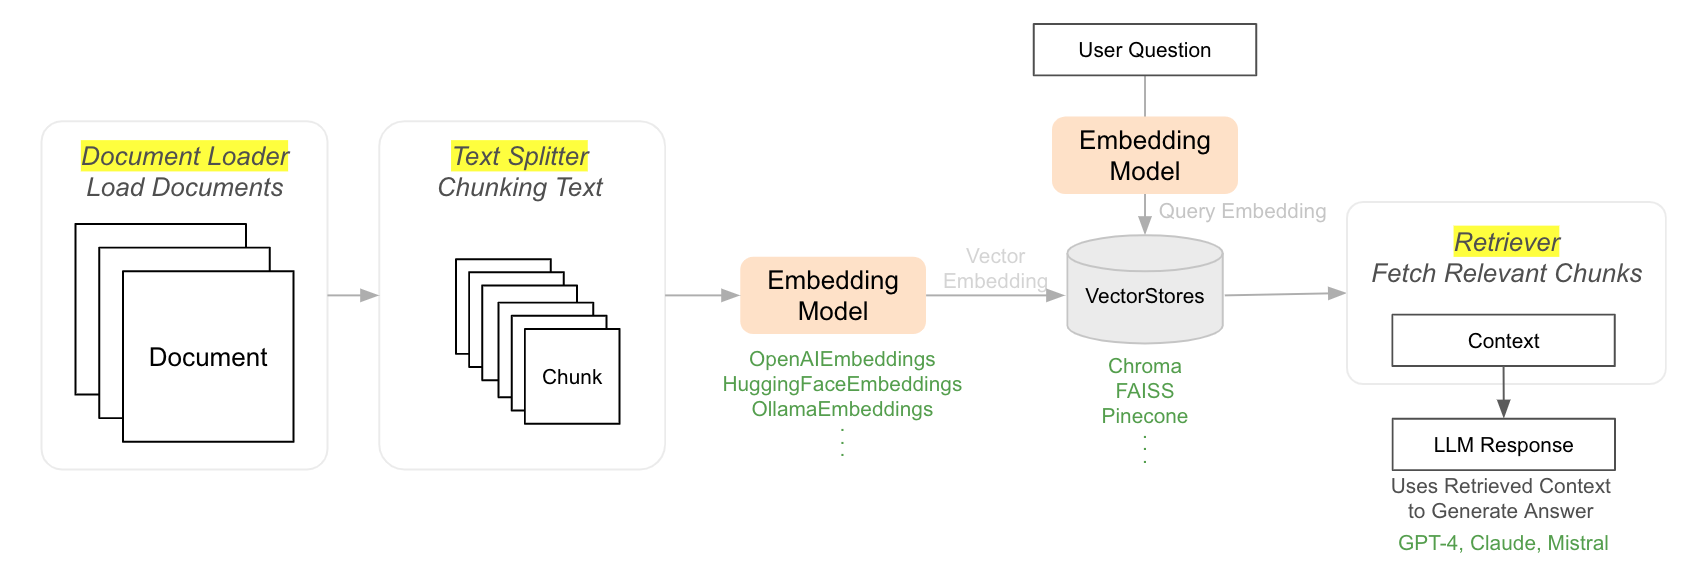 Document Loader
Load Documents
Document
Text Splitter
Chunking Text
Chunk
Embedding
Model
OpenAIEmbeddings
HuggingFaceEmbeddings
OllamaEmbeddings
Vector
Embedding
User Question
Embedding
Model
Query Embedding
VectorStores
Chroma
FAISS
Pinecone
Retriever
Fetch Relevant Chunks
Context
LLM Response
Uses Retrieved Context
to Generate Answer
GPT-4, Claude, Mistral